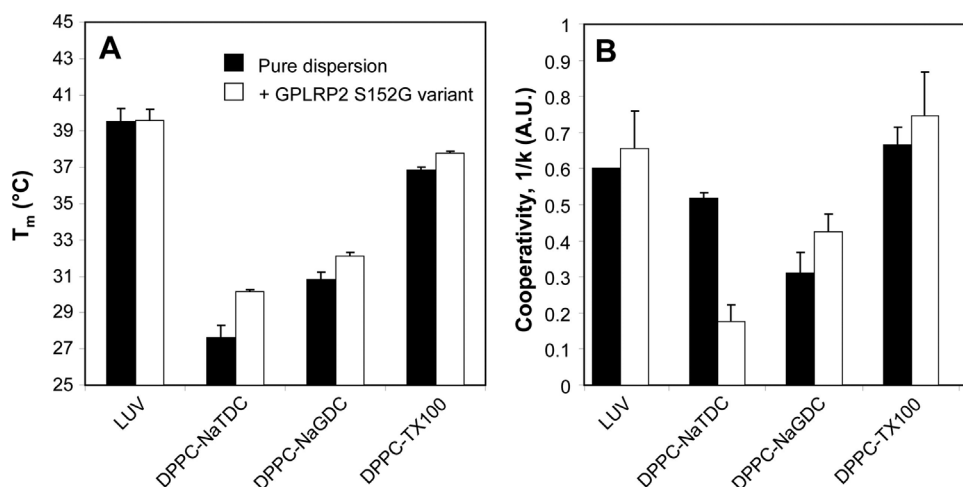 A
Pure dispersion
+ GPLRP2 S152G variant
Tm (°C)
45
43
41
39
37
33
31
29
27
25
LUV
DPPC-NaTDC
DPPC-NaGDC
DPPC-TX100
B
Cooperativity, 1/k (A.U.)
1
0.9
0.8
0.7
0.6
0.5
0.4
0.3
0.2
0.1
0
LUV
DPPC-NaTDC
DPPC-NaGDC
DPPC-TX100